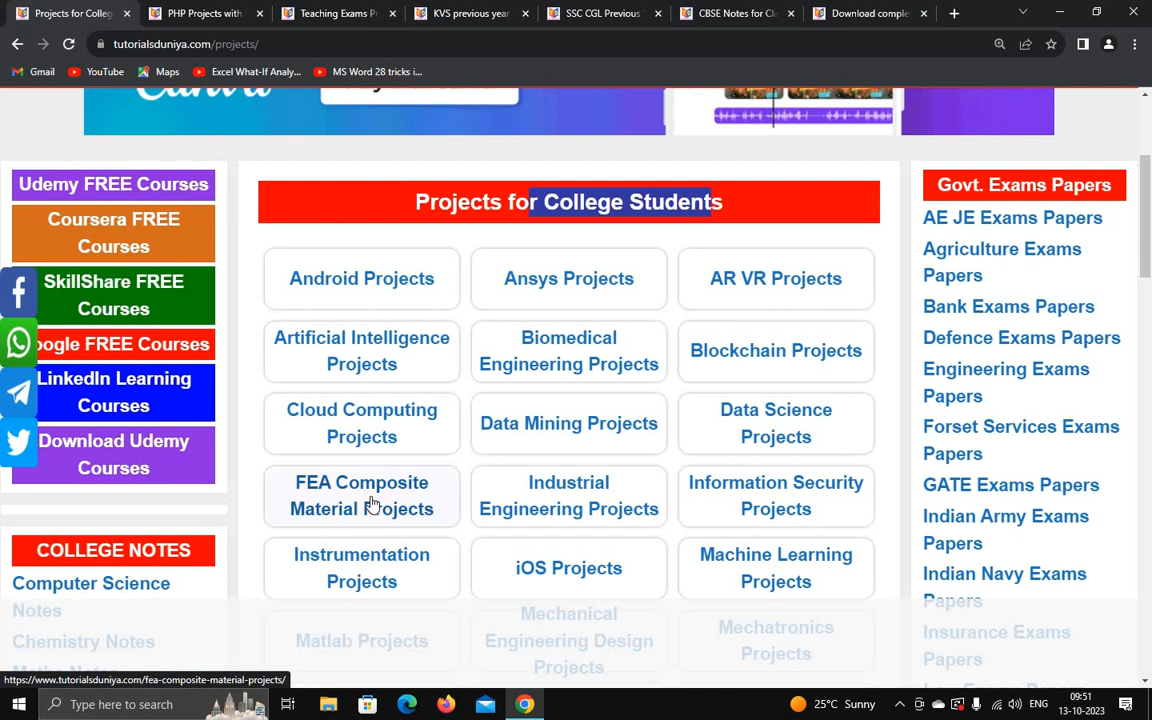 Projects for Colleg
PHP Projects with
Teaching Exams P
KVS previous year
SSC CGL Previous
CBSE Notes for Cla
Download comple
tutorialsduniya.com/projects/
Gmail
YouTube
Maps
Excel What-If Analy...
MS Word 28 tricks i...
Udemy FREE Courses
Coursera FREE
Courses
SkillShare FREE
Courses
oogle FREE Courses
LinkedIn Learning
Courses
Download Udemy
Courses
COLLEGE NOTES
Computer Science
Notes
Chemistry Notes
Projects for College Students
Android Projects
Ansys Projects
AR VR Projects
Artificial Intelligence
Projects
Biomedical
Engineering Projects
Blockchain Projects
Cloud Computing
Projects
Data Mining Projects
Data Science
Projects
FEA Composite
Material Projects
Industrial
Engineering Projects
Information Security
Projects
Instrumentation
Projects
iOS Projects
Machine Learning
Projects
Matlab Projects
Mechanical
Engineering Design
Projects
Mechatronics
Projects
Govt. Exams Papers
AE JE Exams Papers
Agriculture Exams
Papers
Bank Exams Papers
Defence Exams Papers
Engineering Exams
Papers
Forset Services Exams
Papers
GATE Exams Papers
Indian Army Exams
Papers
Indian Navy Exams
Papers
Insurance Exams
Papers
https://www.tutorialsduniya.com/fea-composite-material-projects/
Type here to search
25°C Sunny
ENG
09:51
13-10-2023